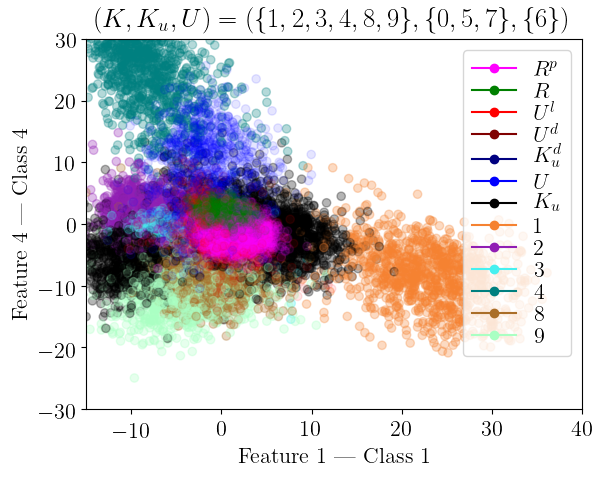 (K, K_u, U) = ({1, 2, 3, 4, 8, 9}, {0, 5, 7}, {6})
30
20
10
0
−10
−20
−30
Feature 4 — Class 4
−10
0
10
20
30
40
Feature 1 — Class 1
R^p
R
U^l
U^d
K_u^d
U
K_u
1
2
3
4
8
9